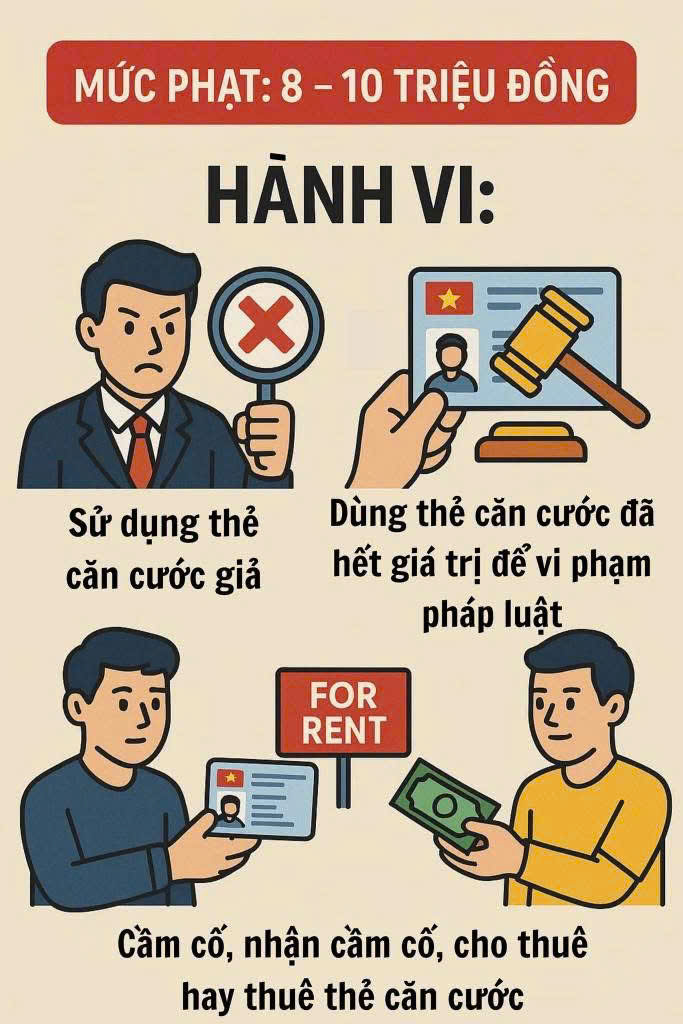 MỨC PHẠT: 8 – 10 TRIỆU ĐỒNG
HÀNH VI:
Sử dụng thẻ
căn cước giả
Dùng thẻ căn cước đã
hết giá trị để vi phạm
pháp luật
FOR
RENT
Cầm cố, nhận cầm cố, cho thuê
hay thuê thẻ căn cước